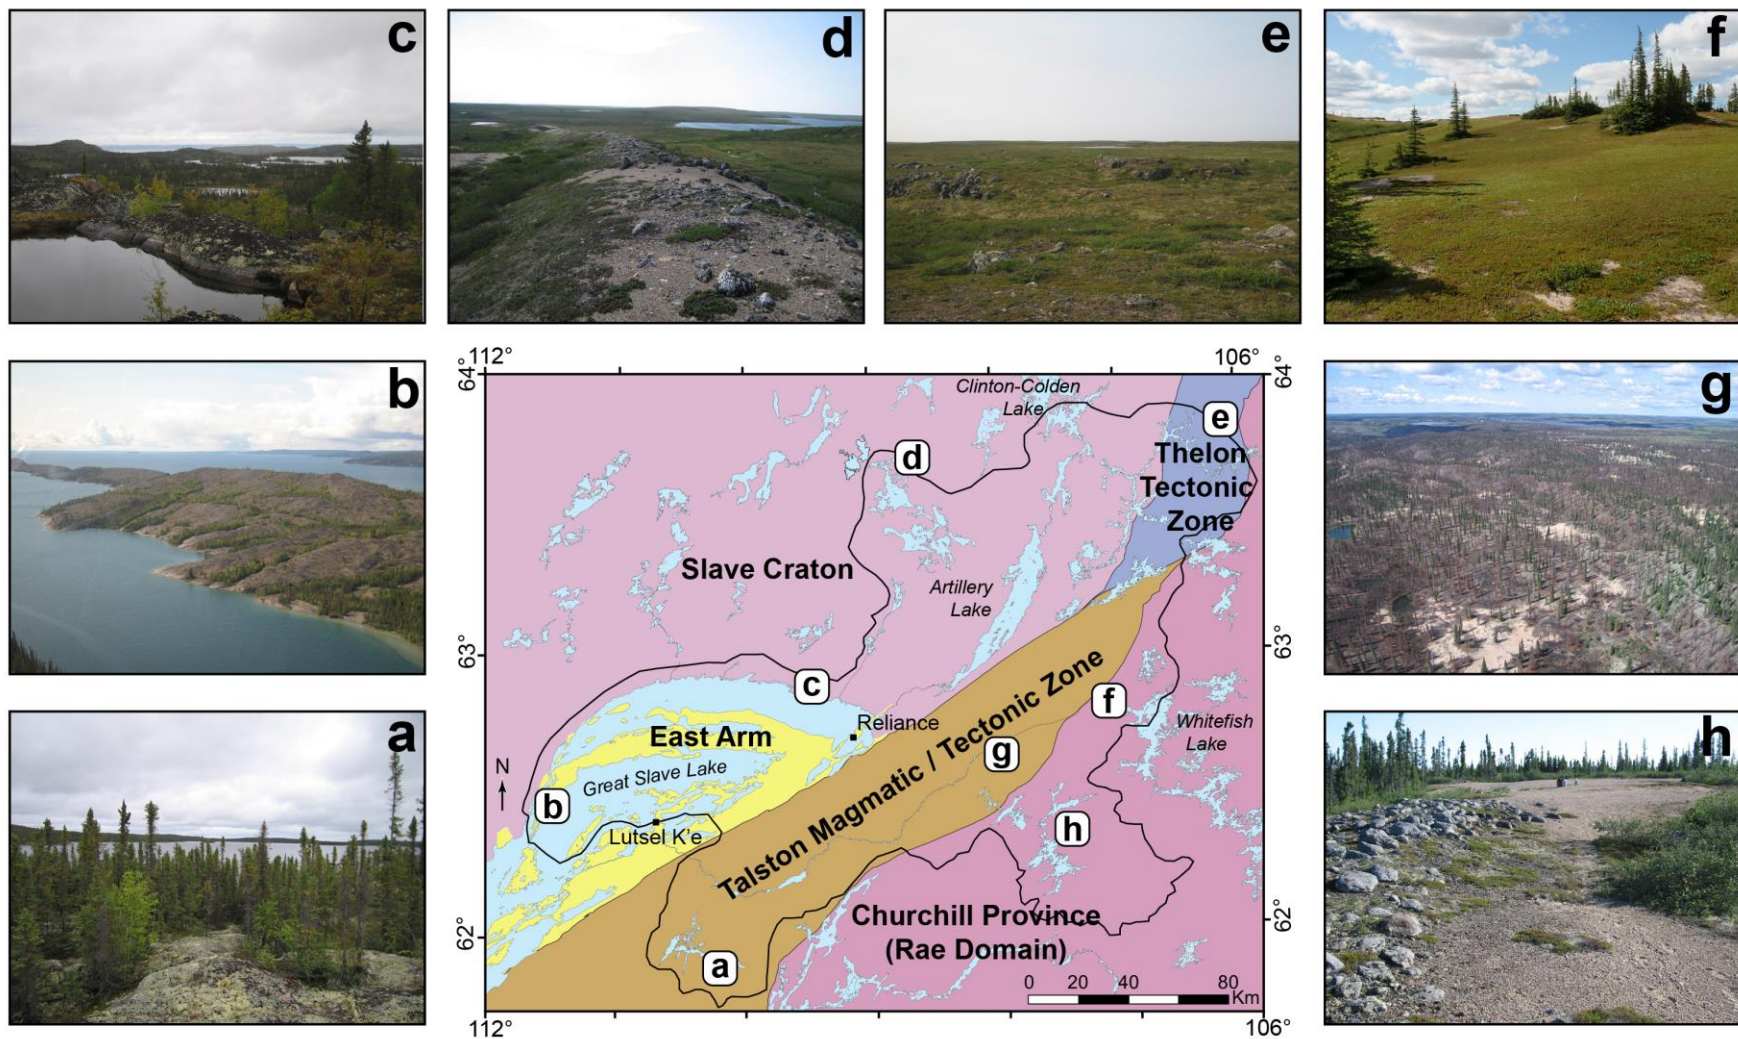 c
d
e
f
b
g
a
h
112°
106°
64°
64°
Clinton-Colden
Lake
e
d
Thelon
Tectonic
Zone
Slave Craton
Artillery
Lake
63°
63°
c
f
Reliance
Whitefish
Lake
East Arm
g
Great Slave Lake
b
Lutsel K'e
h
Talston Magmatic / Tectonic Zone
N
62°
62°
Churchill Province
(Rae Domain)
a
0 20 40 60 80
Km
112°
106°